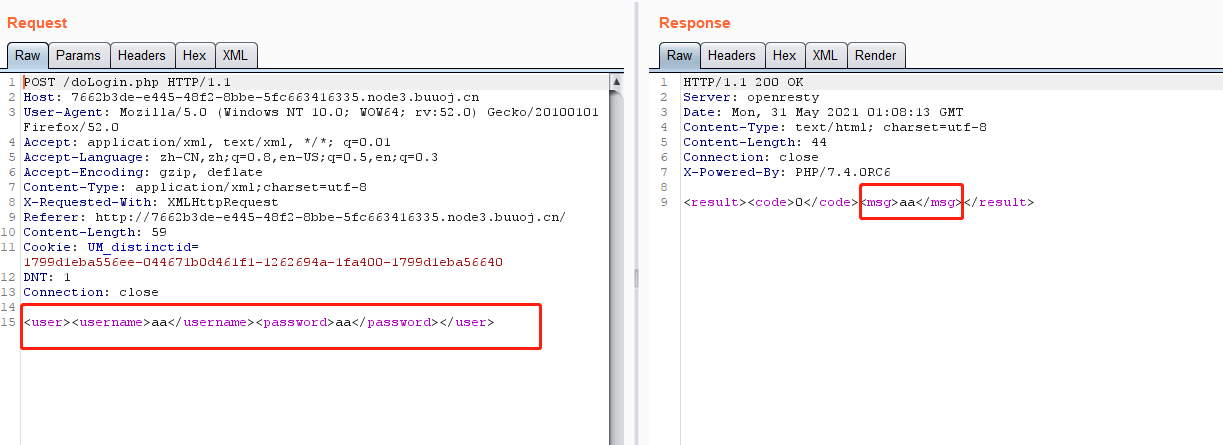 Request
Raw Params Headers Hex XML
1 POST /doLogin.php HTTP/1.1
2 Host: 7662b3de-e445-48f2-8bbe-5fc663416335.node3.buuoj.cn
3 User-Agent: Mozilla/5.0 (Windows NT 10.0; WOW64; rv:52.0) Gecko/20100101
Firefox/52.0
4 Accept: application/xml, text/xml, */*; q=0.01
5 Accept-Language: zh-CN,zh;q=0.8,en-US;q=0.5,en;q=0.3
6 Accept-Encoding: gzip, deflate
7 Content-Type: application/xml;charset=utf-8
8 X-Requested-With: XMLHttpRequest
9 Referer: http://7662b3de-e445-48f2-8bbe-5fc663416335.node3.buuoj.cn/
10 Content-Length: 59
11 Cookie: UM_distinctid=
1799d1eba556ee-044671b0d461f1-1262694a-1fa400-1799d1eba56640
12 DNT: 1
13 Connection: close
14
15 <user><username>aa</username><password>aa</password></user>
Response
Raw Headers Hex XML Render
1 HTTP/1.1 200 OK
2 Server: openresty
3 Date: Mon, 31 May 2021 01:08:13 GMT
4 Content-Type: text/html; charset=utf-8
5 Content-Length: 44
6 Connection: close
7 X-Powered-By: PHP/7.4.0RC6
8
9 <result><code>0</code><msg>aa</msg></result>